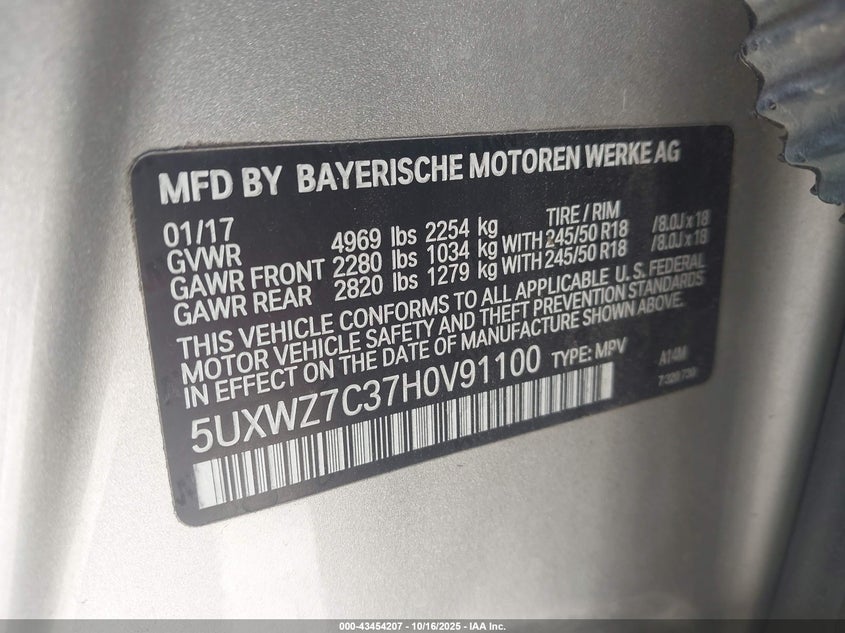 MFD BY BAYERISCHE MOTOREN WERKE AG
01/17 TIRE / RIM
GVWR 4969 lbs 2254 kg
GAWR FRONT 2280 lbs 1034 kg WITH 245/50 R18 /8.0J x 18
GAWR REAR 2820 lbs 1279 kg WITH 245/50 R18 /8.0J x 18
THIS VEHICLE CONFORMS TO ALL APPLICABLE U.S. FEDERAL
MOTOR VEHICLE SAFETY AND THEFT PREVENTION STANDARDS
IN EFFECT ON THE DATE OF MANUFACTURE SHOWN ABOVE.
5UXWZ7C37H0V91100 TYPE: MPV A14M
7 320 730
000-43454207 - 10/16/2025 - IAA Inc.